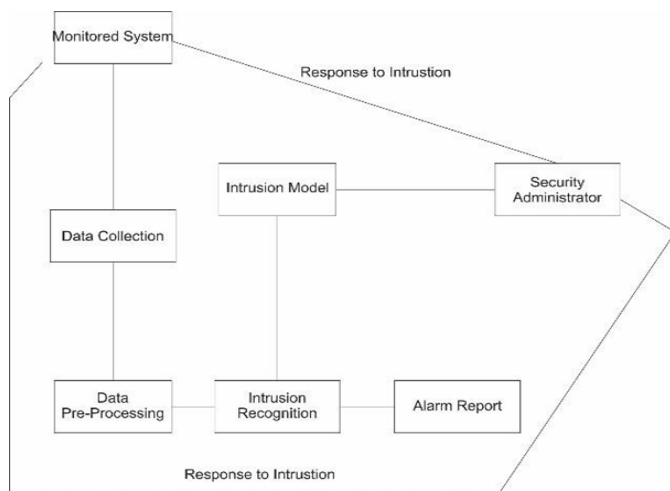 Monitored System
Response to Intrustion
Intrusion Model
Security
Administrator
Data Collection
Data
Pre-Processing
Intrusion
Recognition
Alarm Report
Response to Intrustion